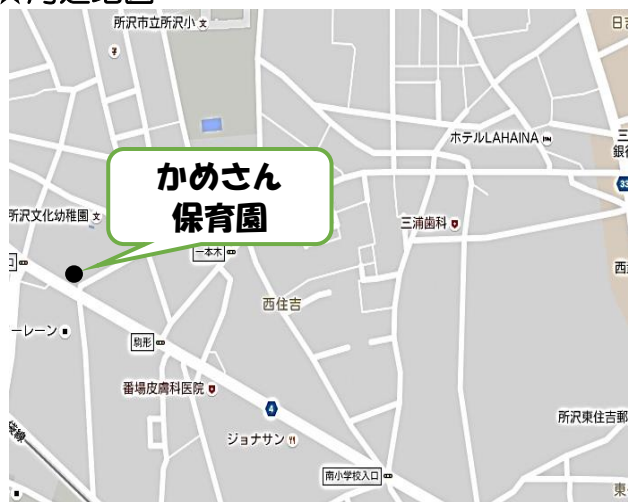 所沢市立所沢小
ホテルLAHAINA
かめさん
保育園
所沢文化幼稚園
三浦歯科
一本木
西住吉
ーレーン
駒形
番場皮膚科医院
4
ジョナサン
所沢東住吉郵
南小学校入口